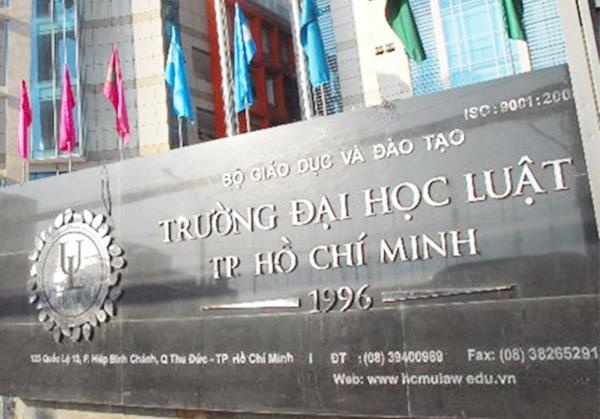 ISO:9001:200
BỘ GIÁO DỤC VÀ ĐÀO TẠO
TRƯỜNG ĐẠI HỌC LUẬT
TP HỒ CHÍ MINH
1996
UL
123 Quốc Lộ 13, P. Hiệp Bình Chánh, Q Thủ Đức - TP Hồ Chí Minh I ĐT : (08) 39400989 Fax: (08) 38265291
Web: www.hcmulaw.edu.vn